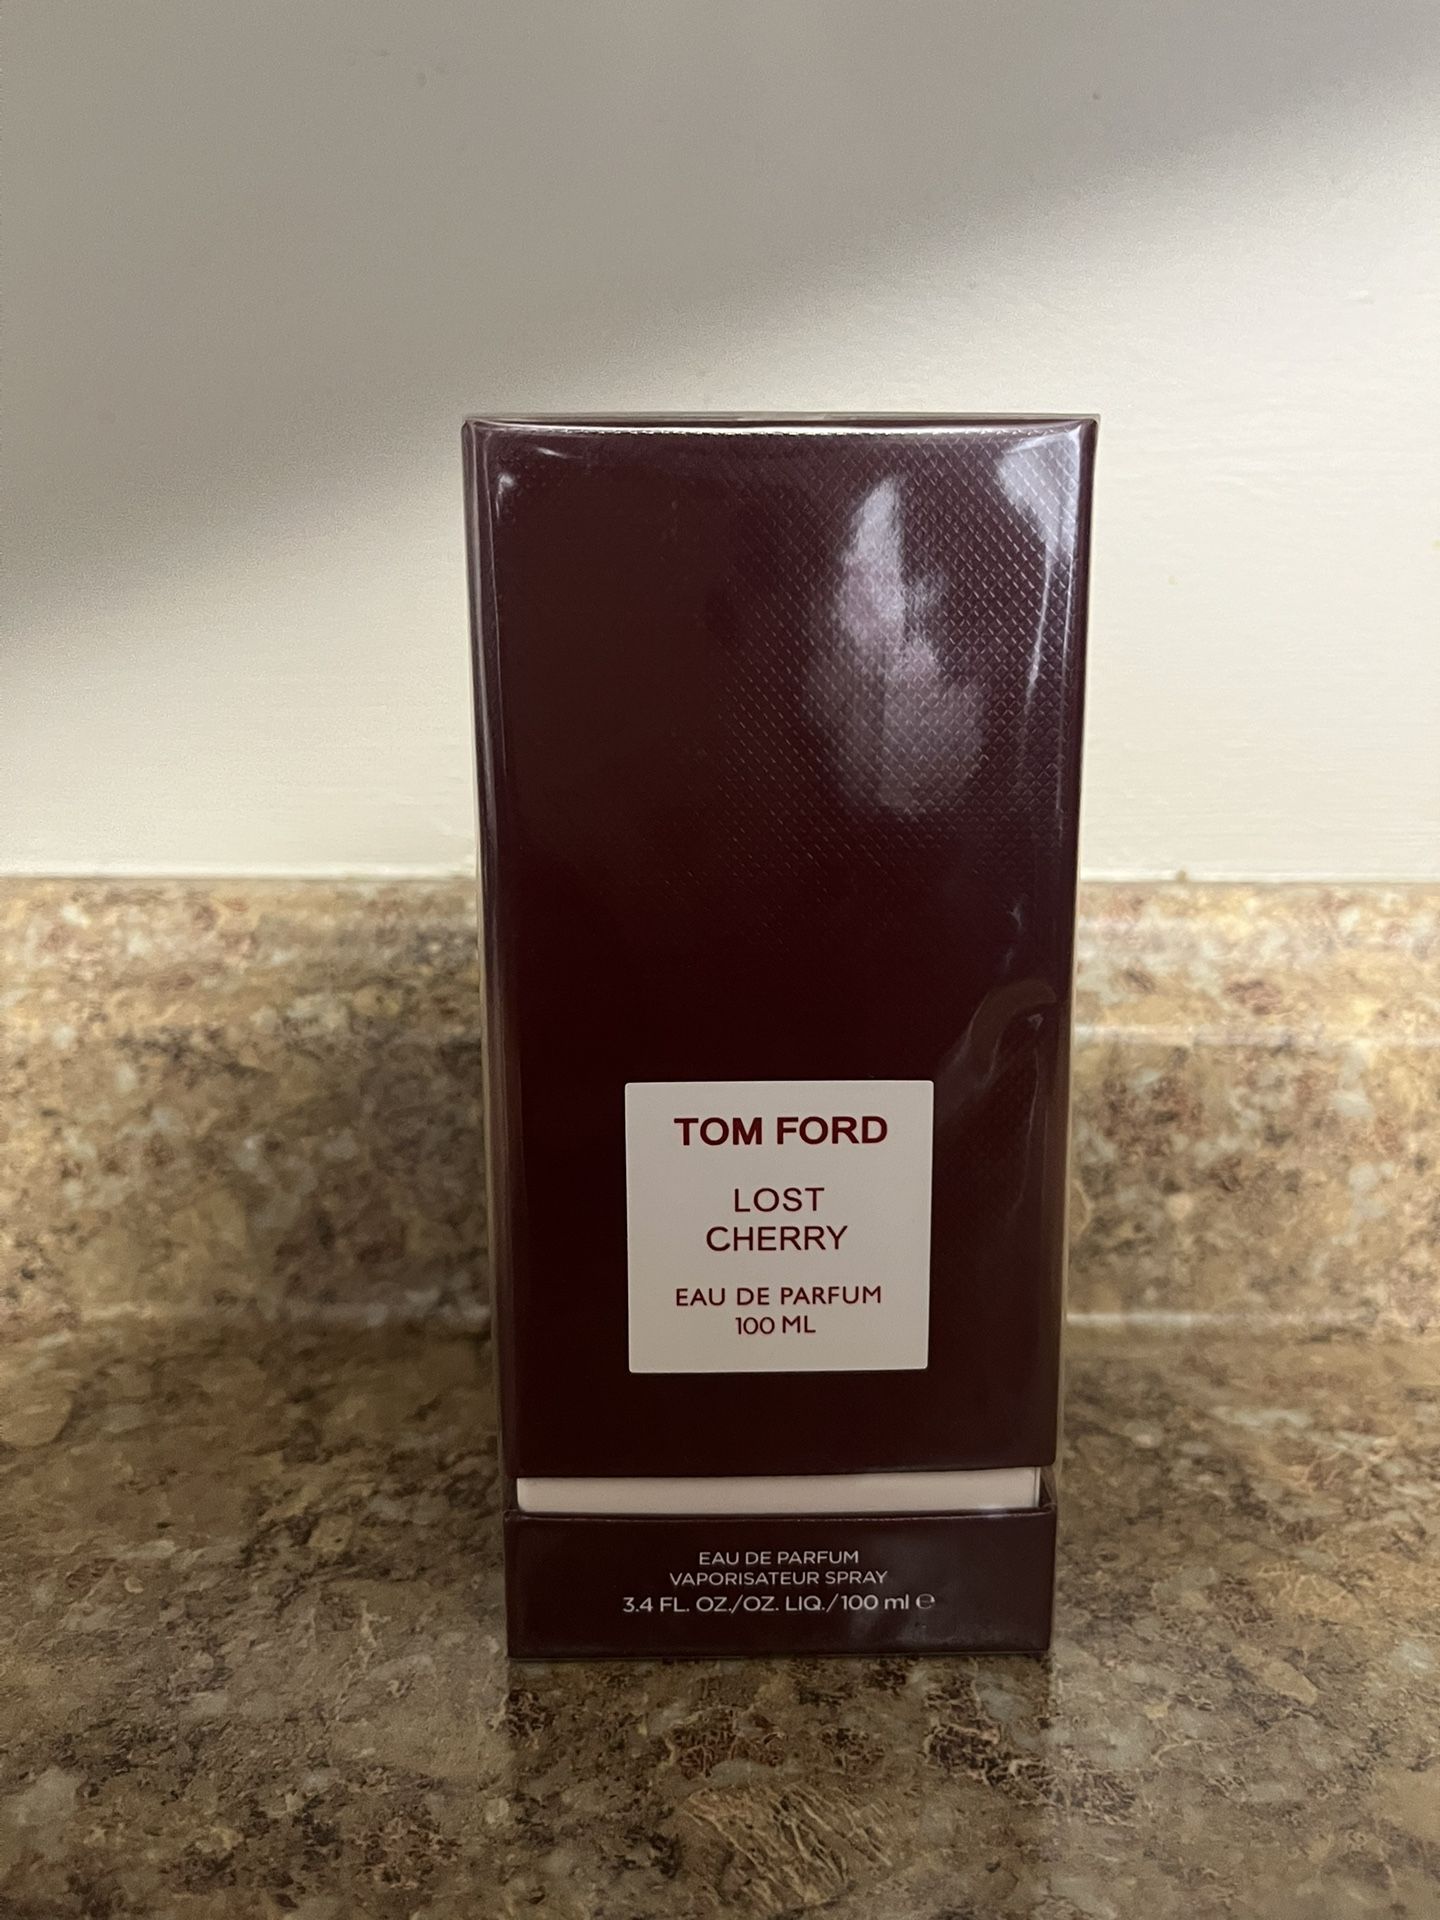 TOM FORD
LOST
CHERRY
EAU DE PARFUM
100 ML
EAU DE PARFUM
VAPORISATEUR SPRAY
3.4 FL. OZ./OZ. LIQ./100 ml ℮